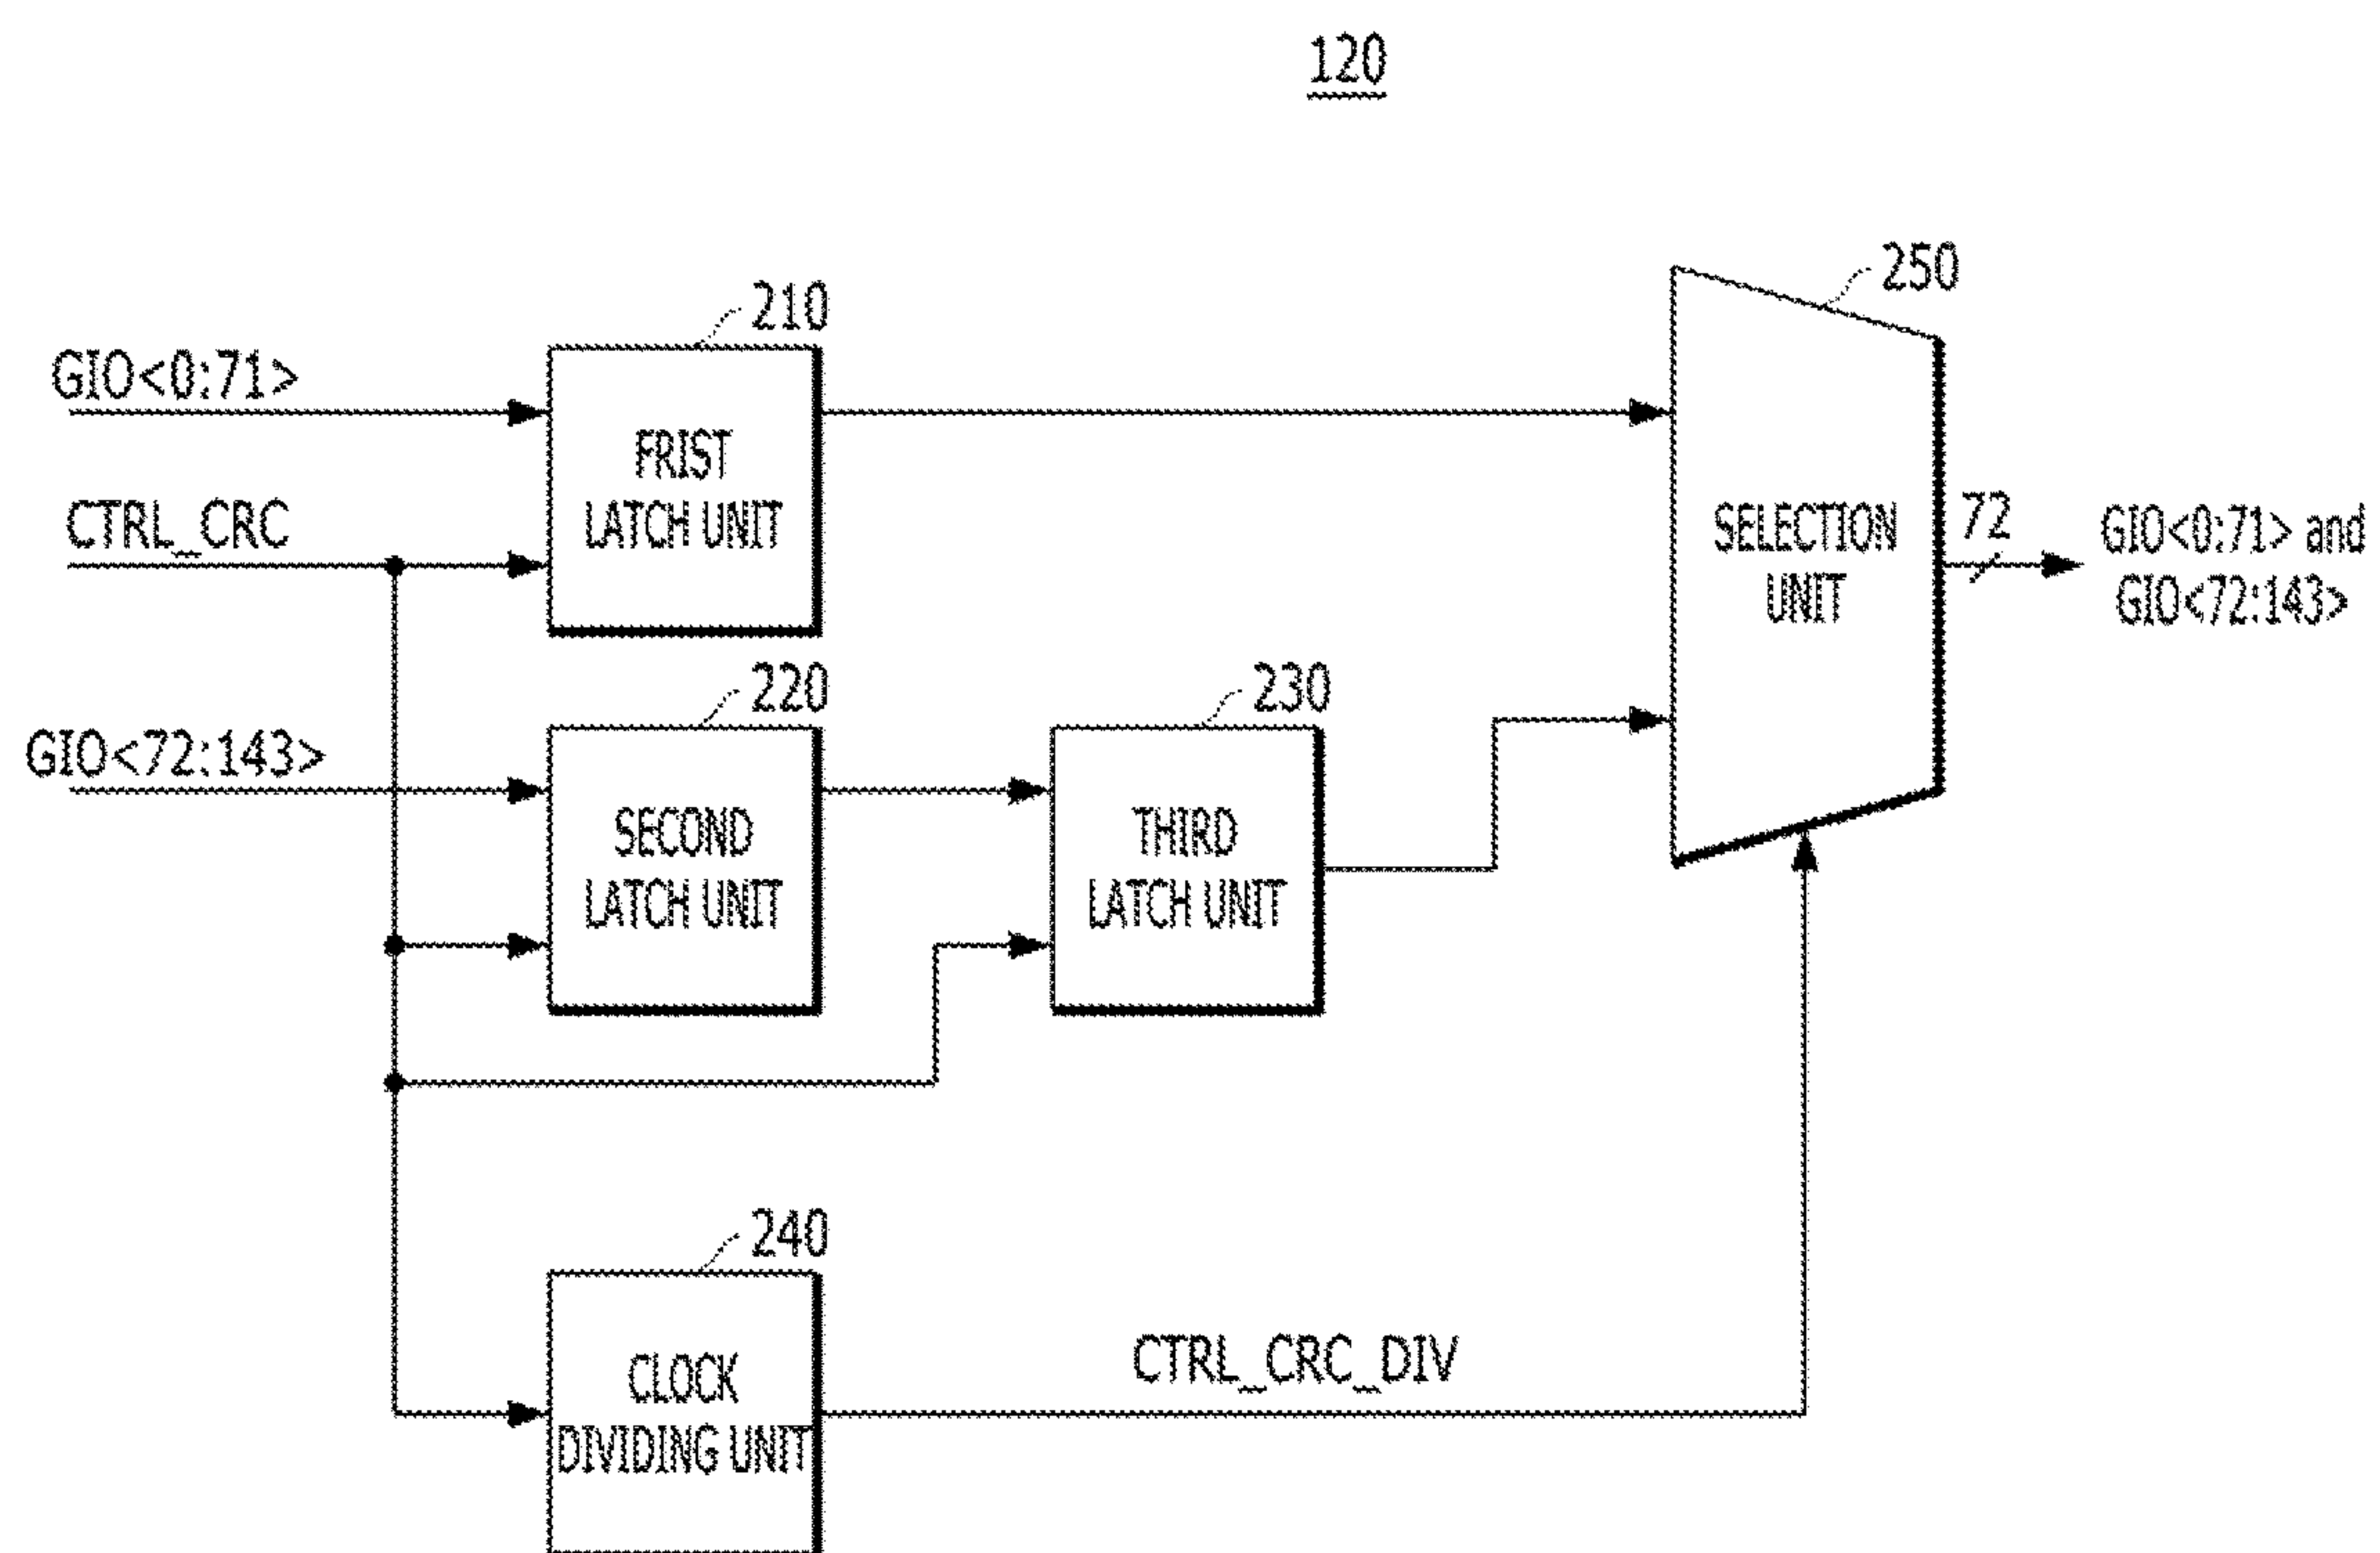 120
250
210
GIO<0:71>
FRIST
LATCH UNIT
CTRL_CRC
SELECTION
UNIT
72
GIO<0:71> and
GIO<72:143>
220
230
GIO<72:143>
SECOND
LATCH UNIT
THIRD
LATCH UNIT
240
CLOCK
DIVIDING UNIT
CTRL_CRC_DIV